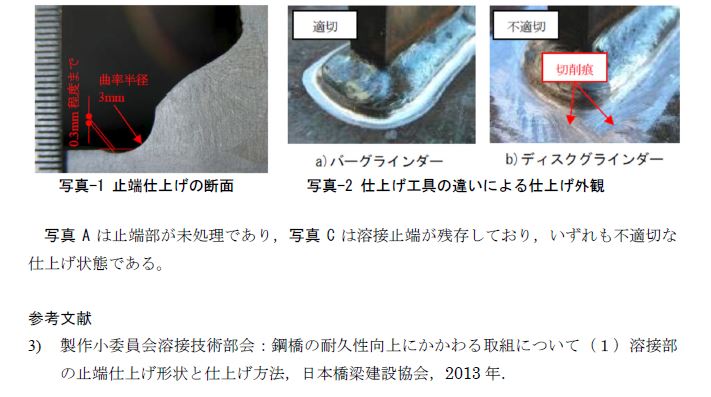 0.3mm 程度まで
曲率半径
3mm
適切
不適切
切削痕
a)バーグラインダー
b)ディスクグラインダー
写真-1 止端仕上げの断面
写真-2 仕上げ工具の違いによる仕上げ外観
写真 A は止端部が未処理であり，写真 C は溶接止端が残存しており，いずれも不適切な
仕上げ状態である。
参考文献
3) 製作小委員会溶接技術部会：鋼橋の耐久性向上にかかわる取組について（１）溶接部
の止端仕上げ形状と仕上げ方法，日本橋梁建設協会，2013 年．